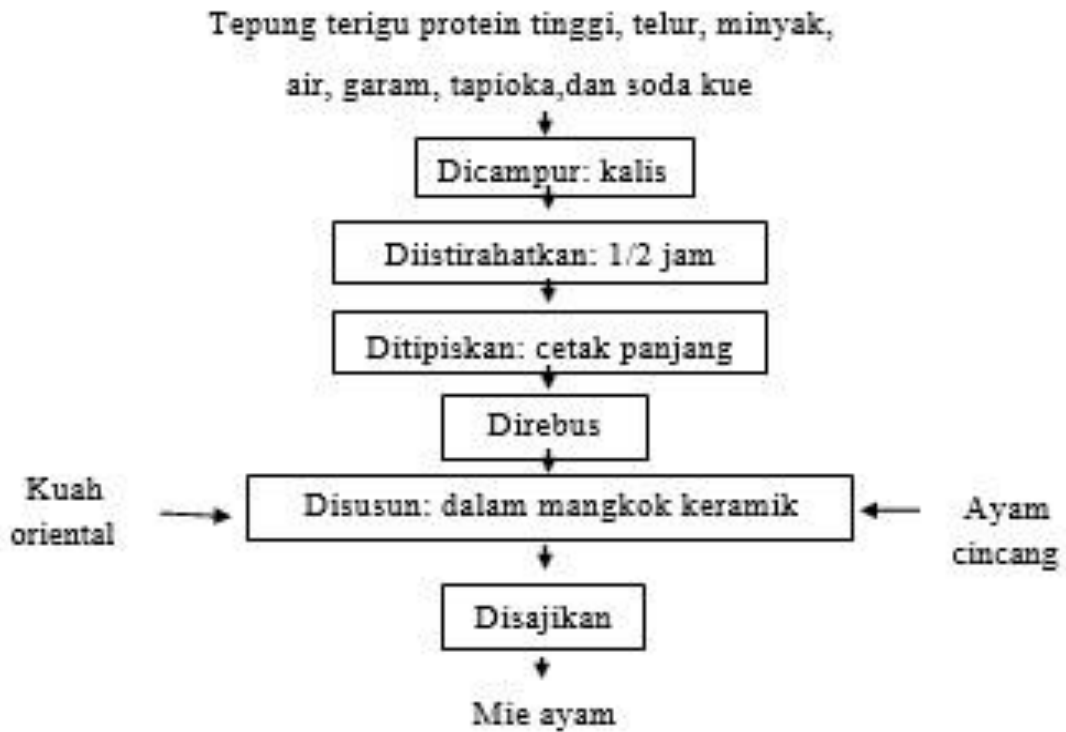 Tepung terigu protein tinggi, telur, minyak,
air, garam, tapioka,dan soda kue
Dicampur: kalis
Diistirahatkan: 1/2 jam
Ditipiskan: cetak panjang
Direbus
Kuah
oriental
Disusun: dalam mangkok keramik
Ayam
cincang
Disajikan
Mie ayam